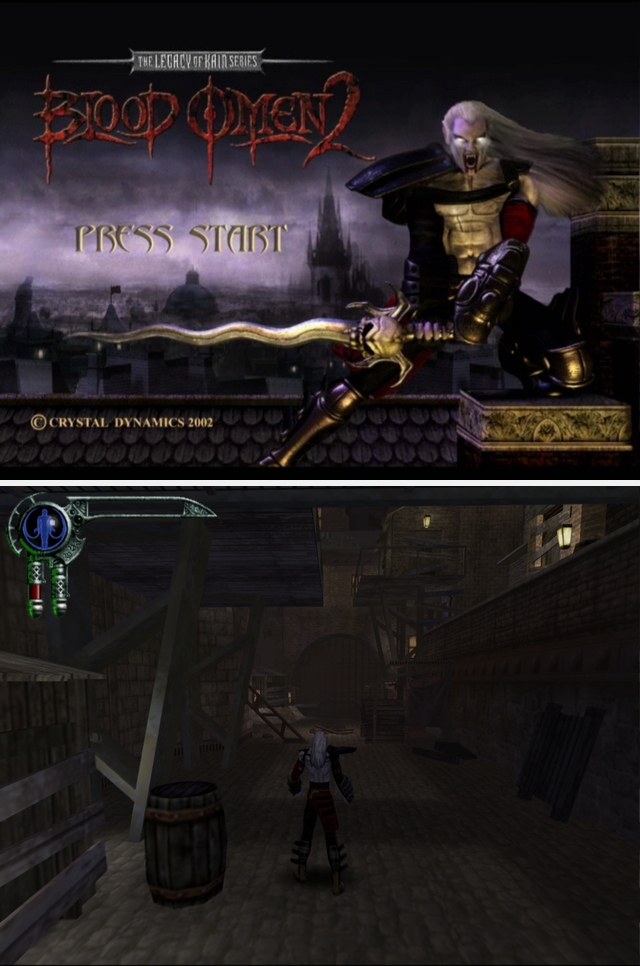 THE LEGACY OF KAIN SERIES
BLOOD OMEN 2
PRESS START
© CRYSTAL DYNAMICS 2002